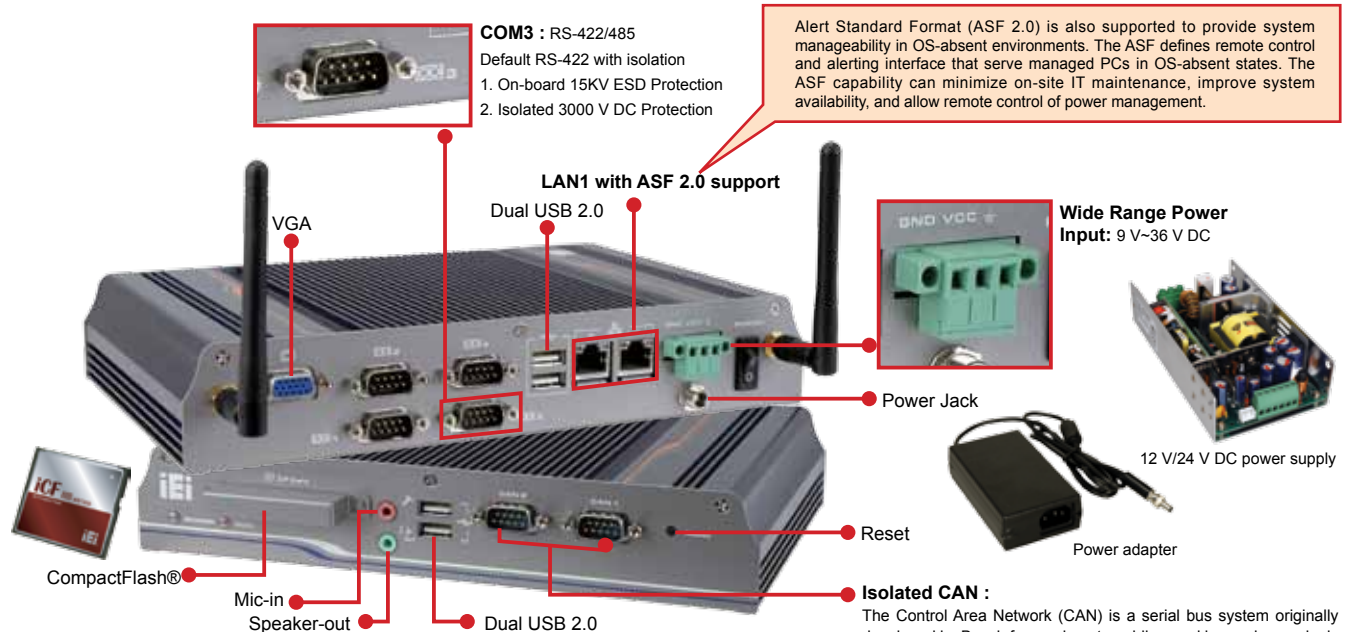 COM3 : RS-422/485
Default RS-422 with isolation
1. On-board 15KV ESD Protection
2. Isolated 3000 V DC Protection
Alert Standard Format (ASF 2.0) is also supported to provide system
manageability in OS-absent environments. The ASF defines remote control
and alerting interface that serve managed PCs in OS-absent states. The
ASF capability can minimize on-site IT maintenance, improve system
availability, and allow remote control of power management.
LAN1 with ASF 2.0 support
Dual USB 2.0
VGA
GND VCC
Wide Range Power
Input: 9 V~36 V DC
Power Jack
12 V/24 V DC power supply
Power adapter
iCF
iEi
iEi
CAN 1
Reset
CompactFlash®
Mic-in
Speaker-out
Dual USB 2.0
Isolated CAN :
The Control Area Network (CAN) is a serial bus system originally